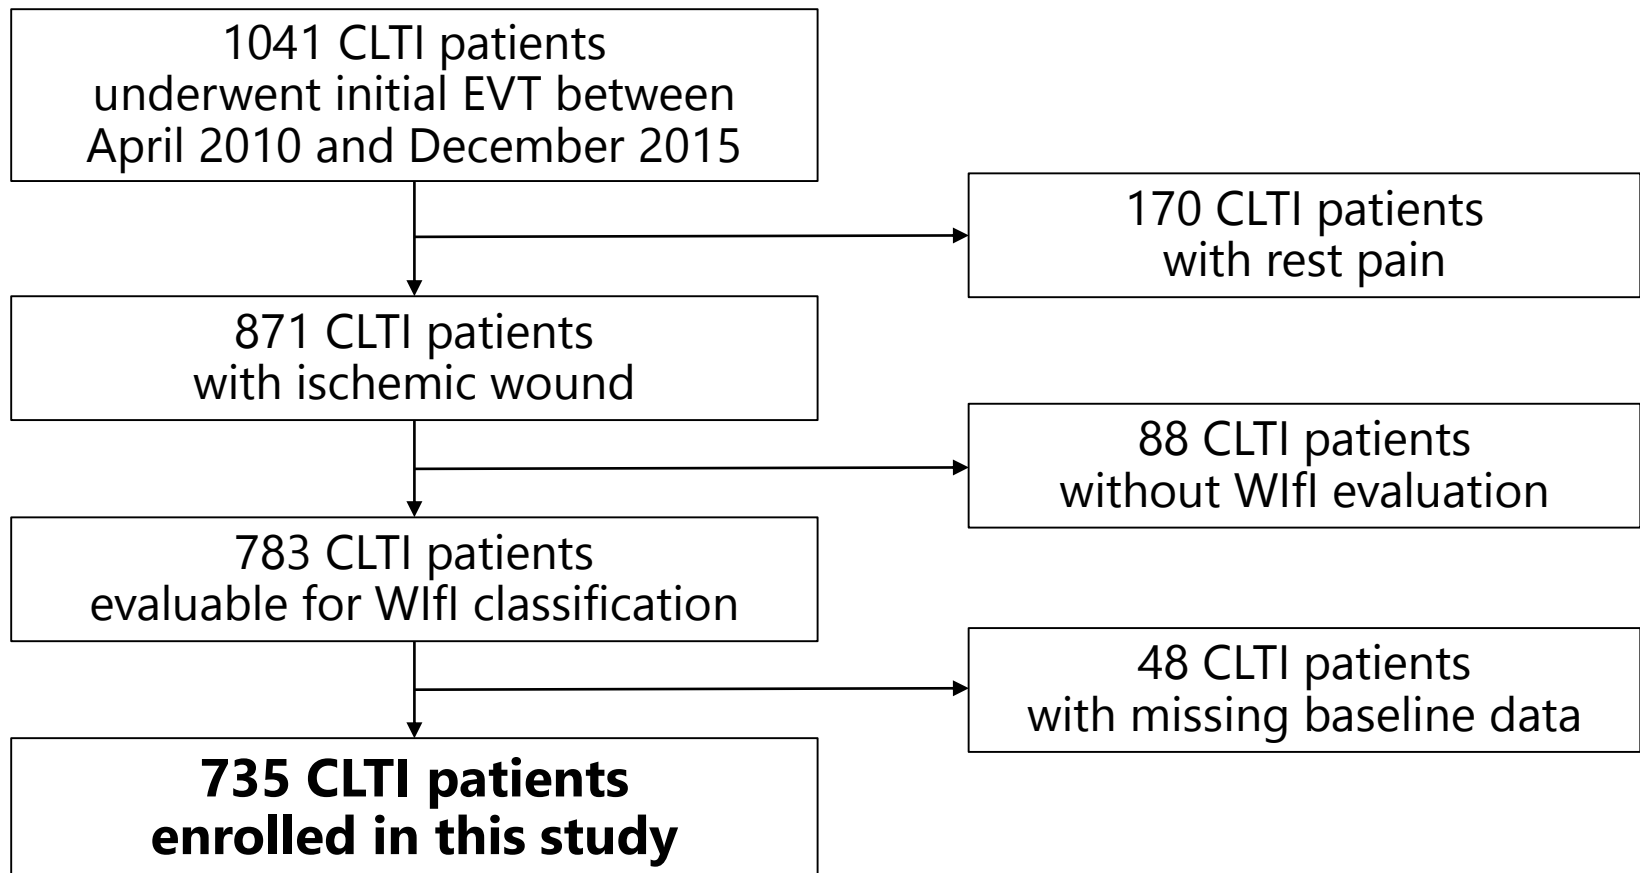 1041 CLTI patients
underwent initial EVT between
April 2010 and December 2015
170 CLTI patients
with rest pain
871 CLTI patients
with ischemic wound
88 CLTI patients
without WIfI evaluation
783 CLTI patients
evaluable for WIfI classification
48 CLTI patients
with missing baseline data
735 CLTI patients
enrolled in this study